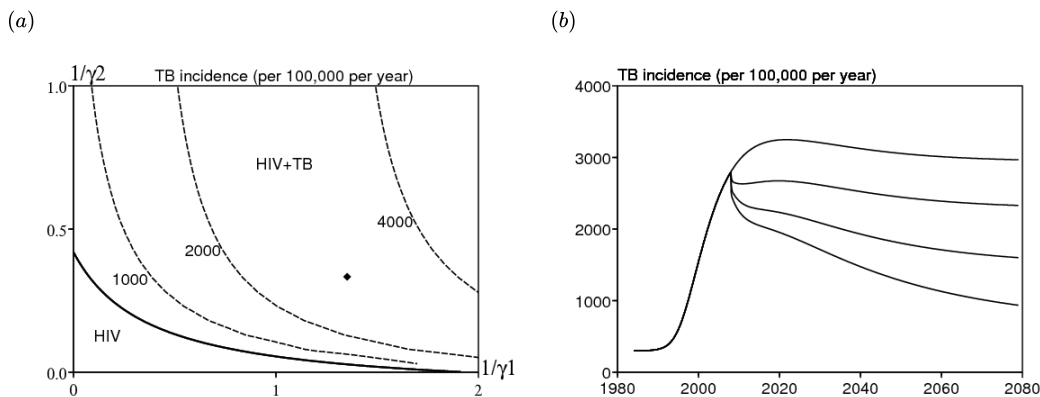 (a)
1/γ2
TB incidence (per 100,000 per year)
1.0
HIV+TB
0.5
4000
2000
1000
HIV
0.0
1/γ1
0
1
2
(b)
TB incidence (per 100,000 per year)
4000
3000
2000
1000
0
1980
2000
2020
2040
2060
2080